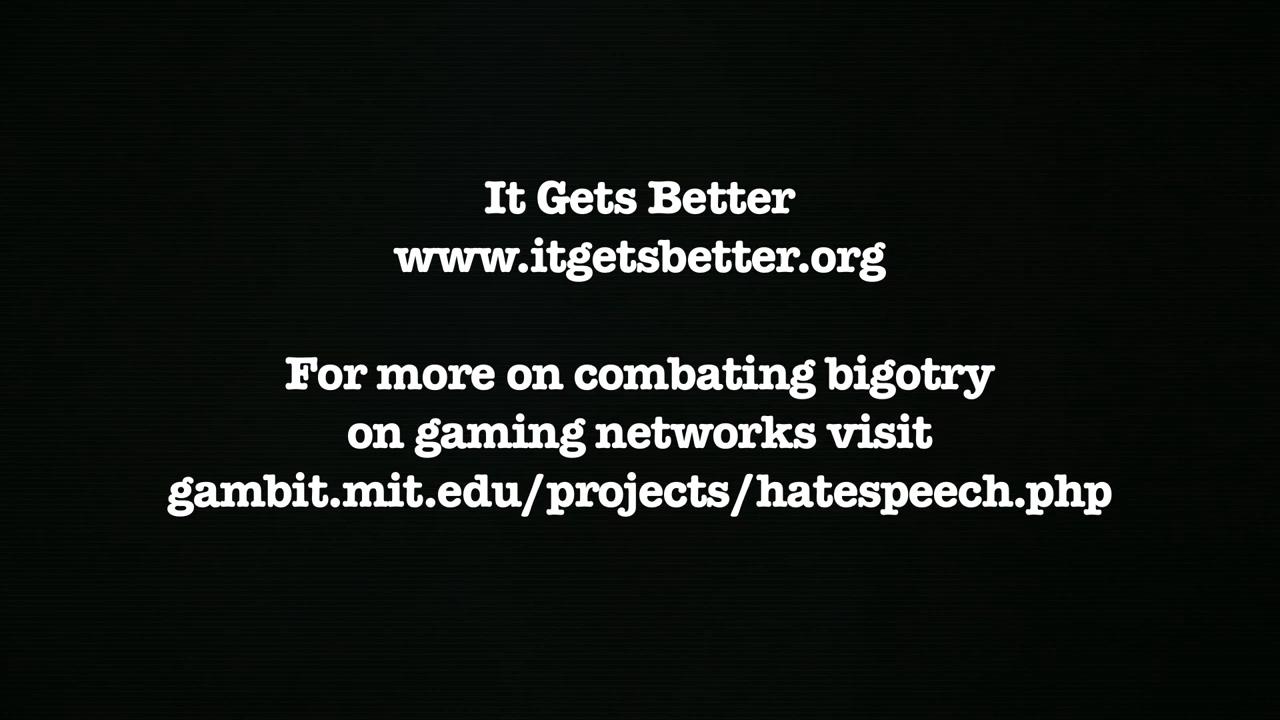 It Gets Better
www.itgetsbetter.org
For more on combating bigotry
on gaming networks visit
gambit.mit.edu/projects/hatespeech.php